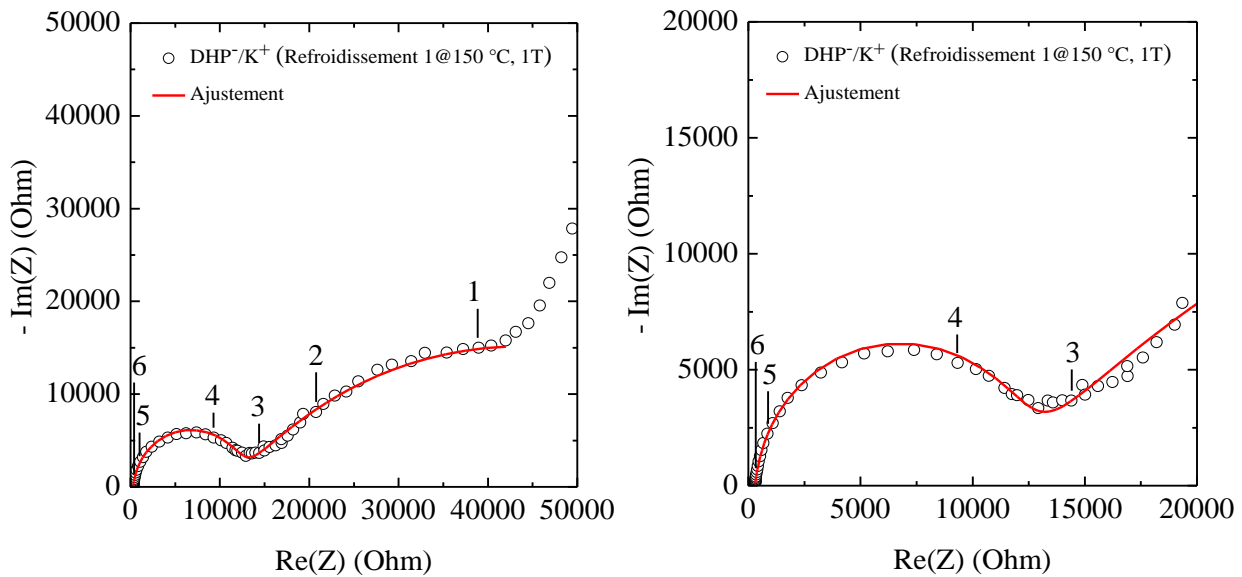 50000
40000
30000
20000
10000
0
- Im(Z) (Ohm)
DHP⁻/K⁺ (Refroidissement 1@150 °C, 1T)
Ajustement
1
2
3
4
5
6
0 10000 20000 30000 40000 50000
Re(Z) (Ohm)
20000
15000
10000
5000
0
- Im(Z) (Ohm)
DHP⁻/K⁺ (Refroidissement 1@150 °C, 1T)
Ajustement
4
3
6
5
0 5000 10000 15000 20000
Re(Z) (Ohm)